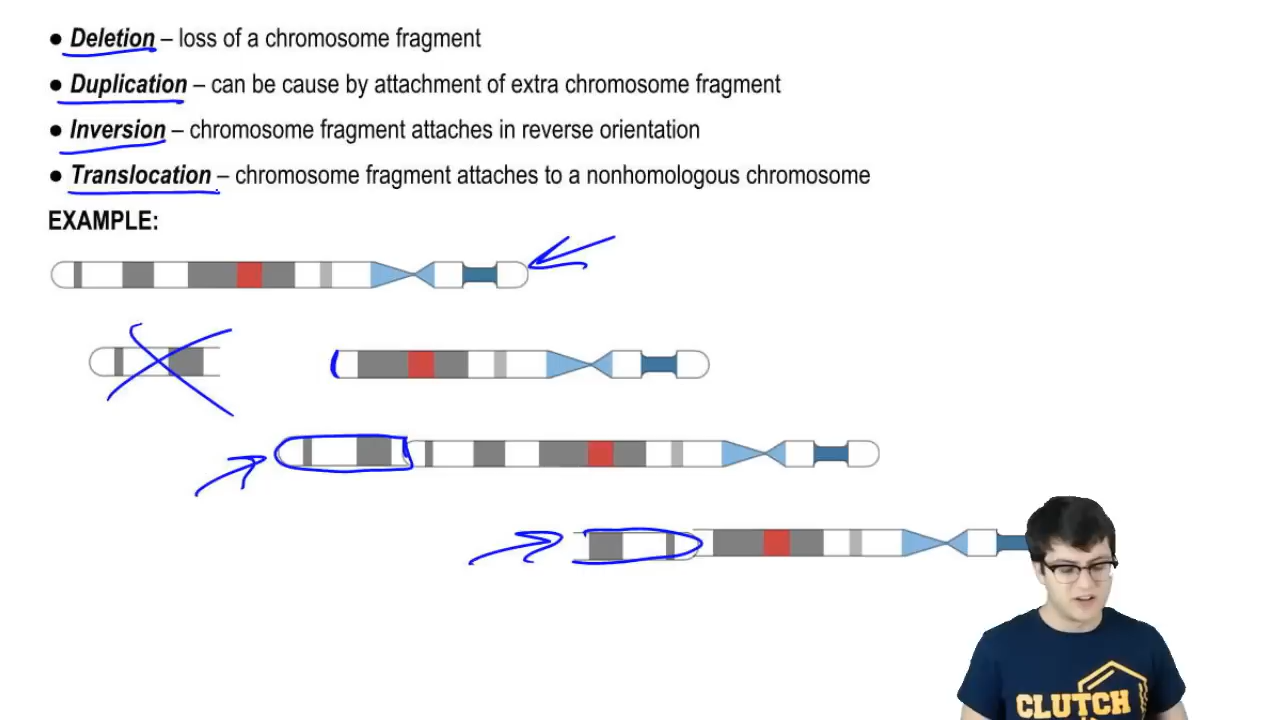 ● Deletion – loss of a chromosome fragment
● Duplication – can be cause by attachment of extra chromosome fragment
● Inversion – chromosome fragment attaches in reverse orientation
● Translocation – chromosome fragment attaches to a nonhomologous chromosome
EXAMPLE:
CLUTCH